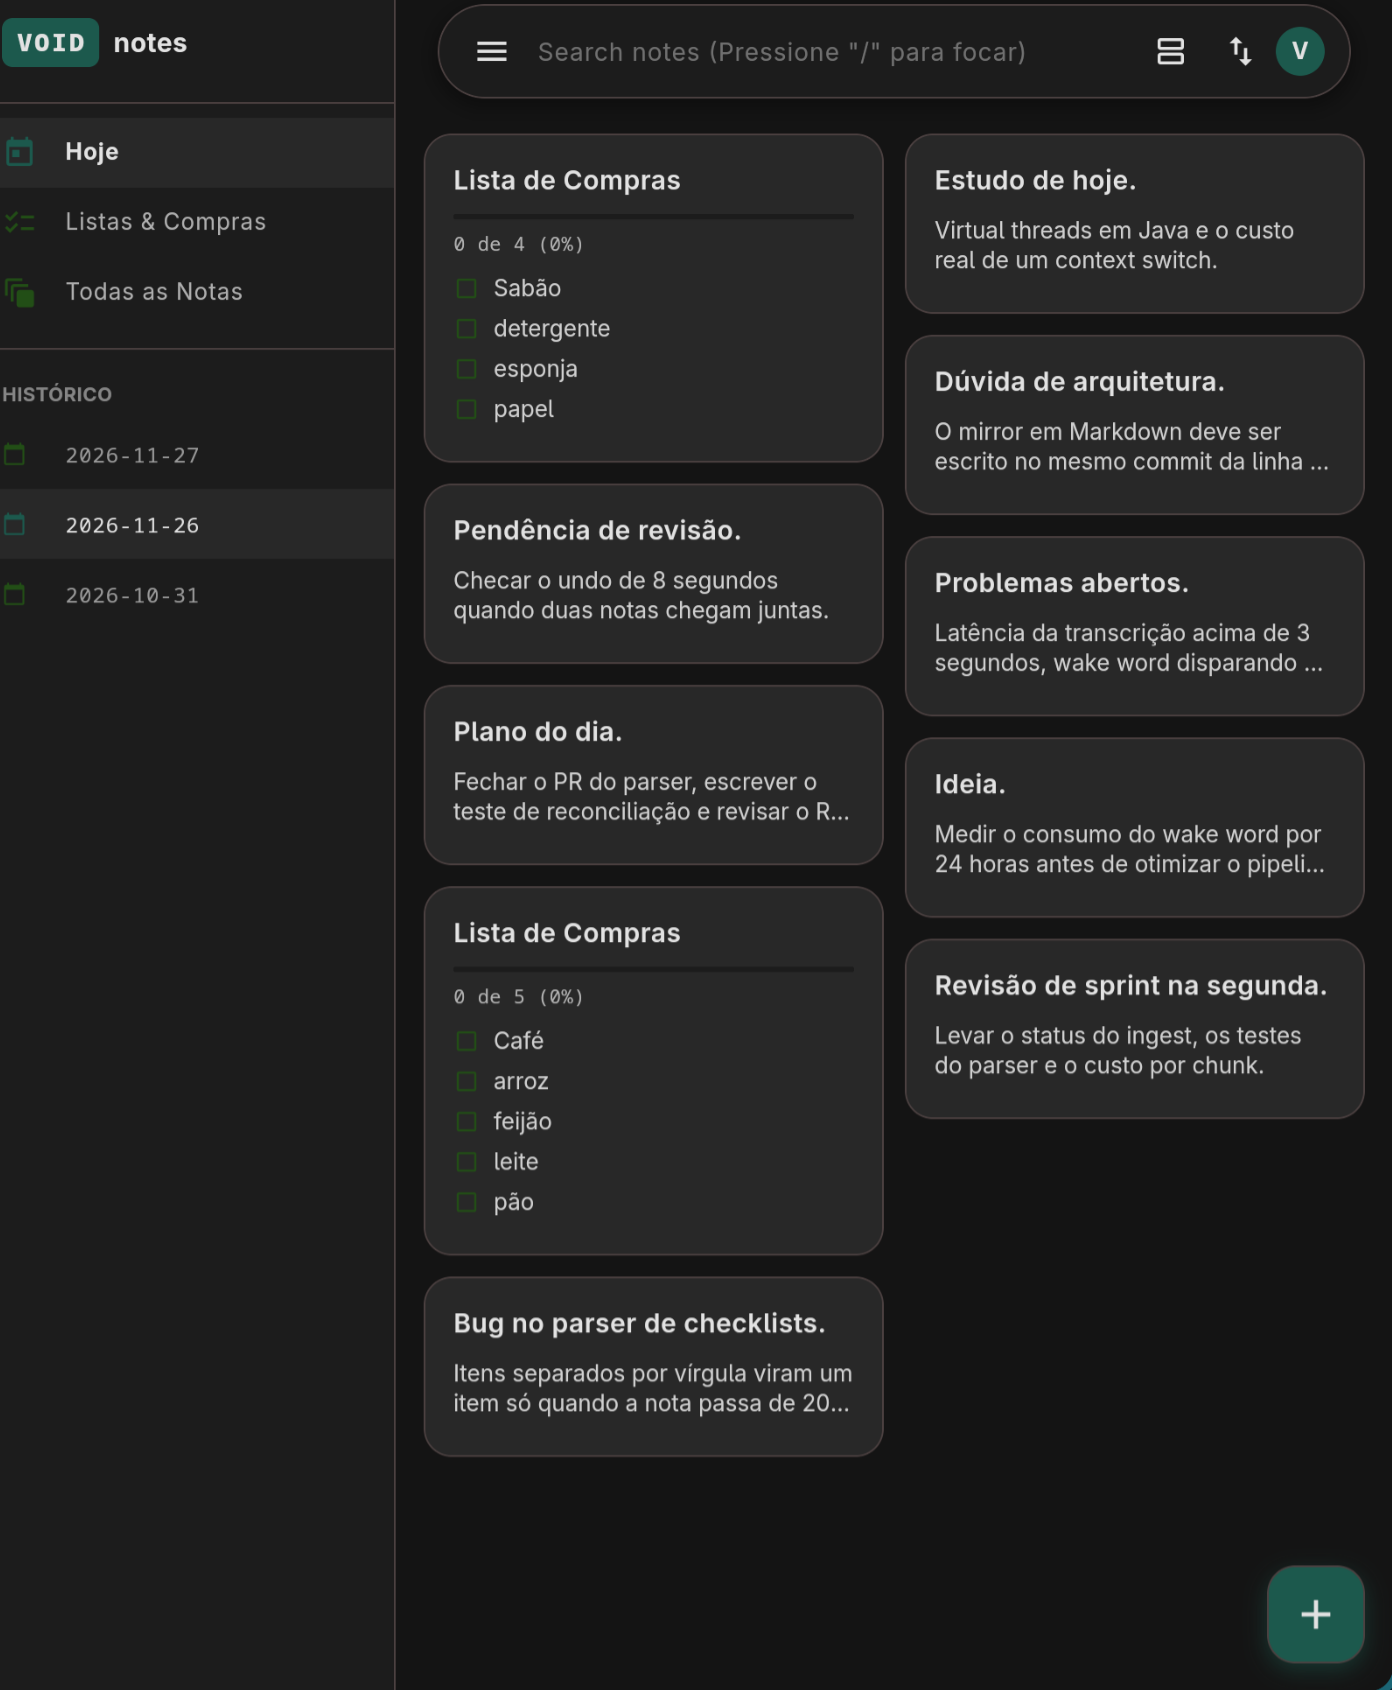 VOID notes
Hoje
Listas & Compras
Todas as Notas
HISTÓRICO
2026-11-27
2026-11-26
2026-10-31
Search notes (Pressione "/" para focar)
V
Lista de Compras
0 de 4 (0%)
Sabão
detergente
esponja
papel
Pendência de revisão.
Checar o undo de 8 segundos
quando duas notas chegam juntas.
Plano do dia.
Fechar o PR do parser, escrever o
teste de reconciliação e revisar o R...
Lista de Compras
0 de 5 (0%)
Café
arroz
feijão
leite
pão
Bug no parser de checklists.
Itens separados por vírgula viram um
item só quando a nota passa de 20...
Estudo de hoje.
Virtual threads em Java e o custo
real de um context switch.
Dúvida de arquitetura.
O mirror em Markdown deve ser
escrito no mesmo commit da linha ...
Problemas abertos.
Latência da transcrição acima de 3
segundos, wake word disparando ...
Ideia.
Medir o consumo do wake word por
24 horas antes de otimizar o pipeli...
Revisão de sprint na segunda.
Levar o status do ingest, os testes
do parser e o custo por chunk.